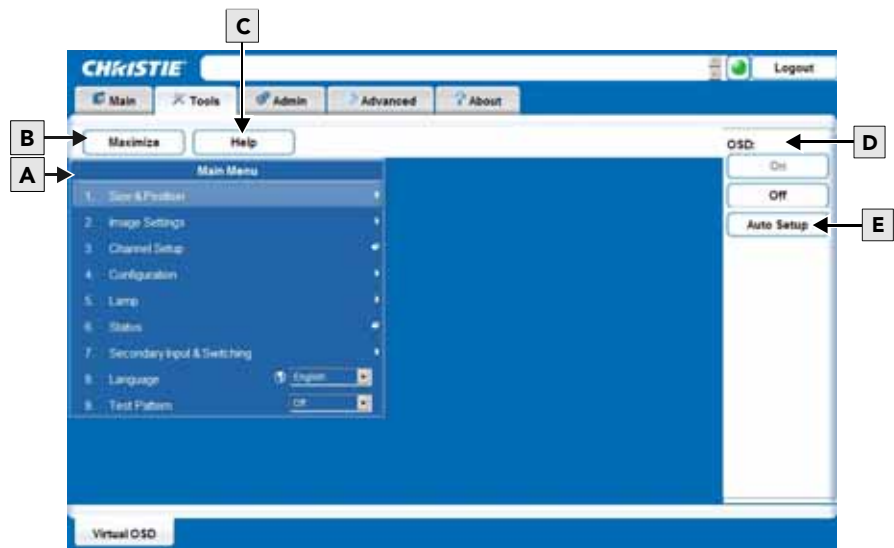 C
CHRISTIE
Logout
Main Tools Admin Advanced About
B Maximize Help OSD: D
A Main Menu On
1. Size & Position Off
2. Image Settings Auto Setup E
3. Channel Setup
4. Configuration
5. Lamp
6. Status
7. Secondary Input & Switching
8. Language English
9. Test Pattern Off
Virtual OSD